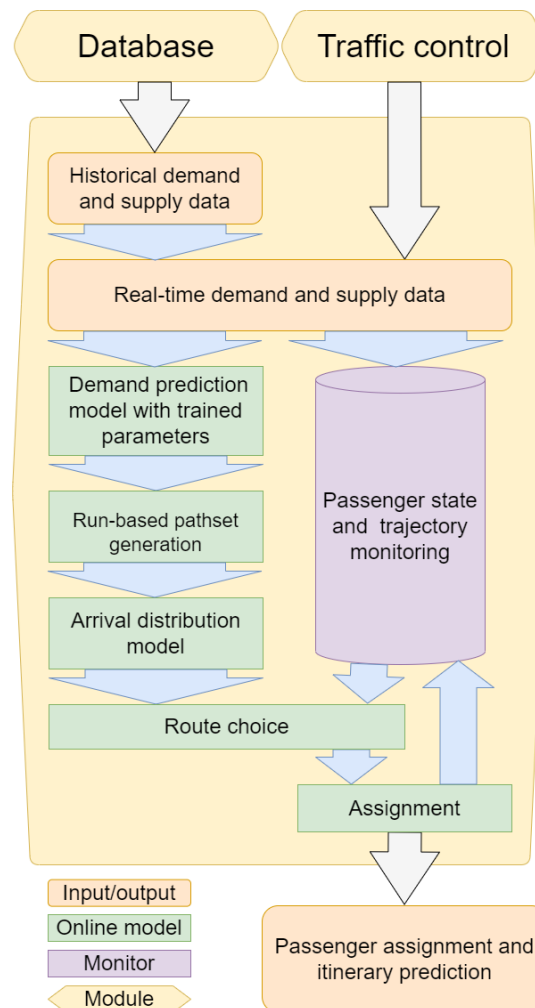 Database
Traffic control
Historical demand
and supply data
Real-time demand and supply data
Demand prediction
model with trained
parameters
Passenger state
and trajectory
monitoring
Run-based pathset
generation
Arrival distribution
model
Route choice
Assignment
Input/output
Online model
Monitor
Module
Passenger assignment and
itinerary prediction